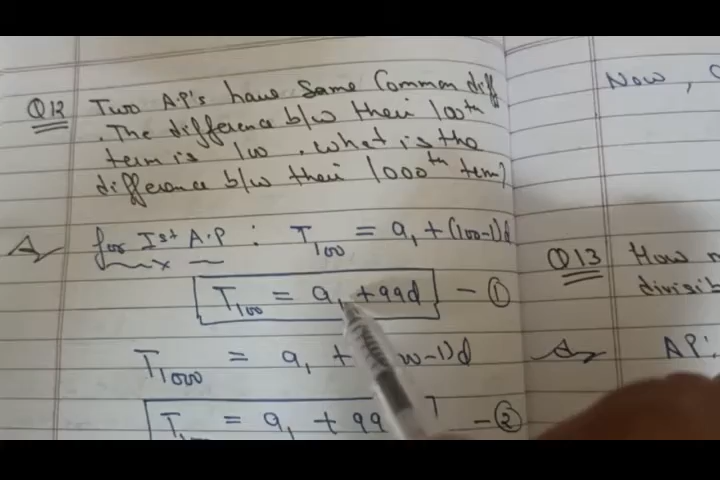 Q12 Two A.P's have Same Common diff
. The difference b/w their 100th
term is 100 . what is the
difference b/w their 1000th term?
for Ist A.P : T100 = a1 + (100-1)d
T100 = a1 + 99d - ①
T1000 = a1 + -1)d
T = a1 + 99 - ②
Now,
Q13 How
divisib
AP: